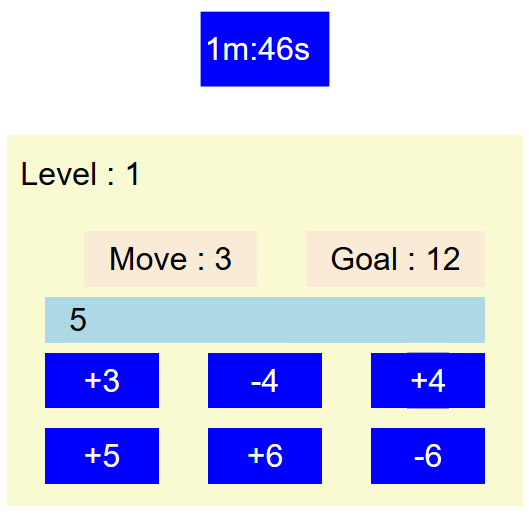 1m:46s
Level : 1
Move : 3 Goal : 12
5
+3 -4 +4
+5 +6 -6